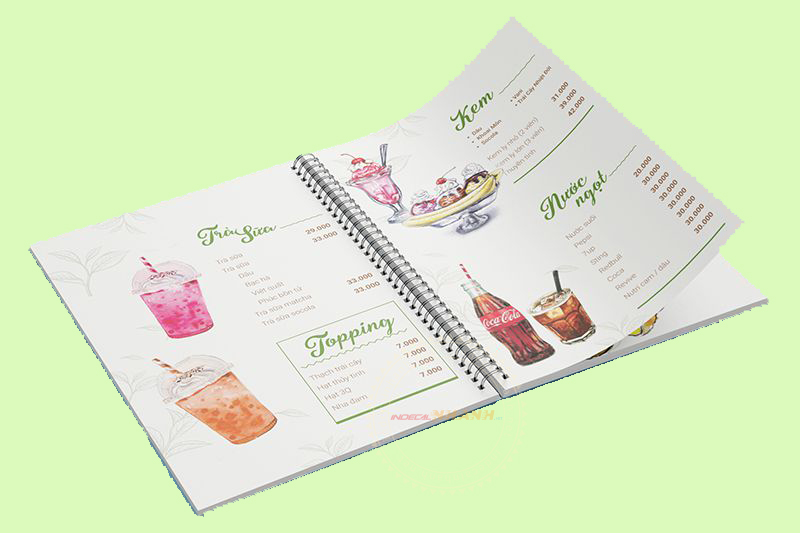 Trà Sữa
Trà sữa 29.000
Trà sữa 33.000
Dâu
Bạc hà
Việt quất
Phúc bồn tử
Trà sữa matcha 33.000
Trà sữa socola 33.000
Topping
Thạch trái cây 7.000
Hạt thủy tinh 7.000
Hạt 3Q 7.000
Nha đam 7.000
Kem
• Dâu
• Khoai Môn
• Socola
• Vani
• Trái Cây Nhiệt Đới
Kem ly nhỏ (2 viên) 31.000
Kem ly lớn (3 viên) 39.000
Thuyền tình 42.000
Nước ngọt
Nước suối 20.000
Pepsi 30.000
7up 30.000
Sting 30.000
Redbull 30.000
Coca 30.000
Revive 30.000
Nutri cam / dâu
Coca-Cola
INDECAL NHANH